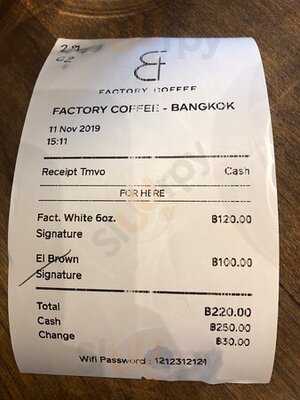 FACTORY COFFEE
FACTORY COFFEE - BANGKOK
11 Nov 2019
15:11
Receipt Tmvo Cash
FOR HERE
Fact. White 6oz. ฿120.00
Signature
El Brown ฿100.00
Signature
Total ฿220.00
Cash ฿250.00
Change ฿30.00
Wifi Password : 1212312121